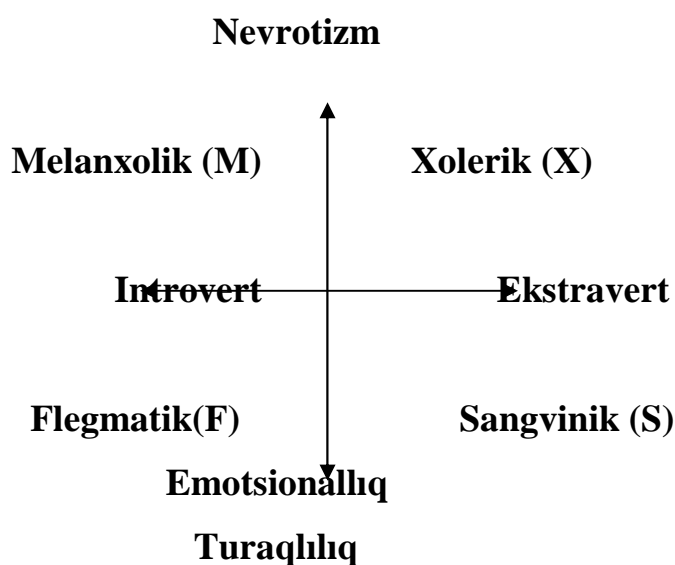 Nevrotizm
Melanxolik (M) Xolerik (X)
Introvert Ekstravert
Flegmatik(F) Sangvinik (S)
Emotsionallıq
Turaqlılıq